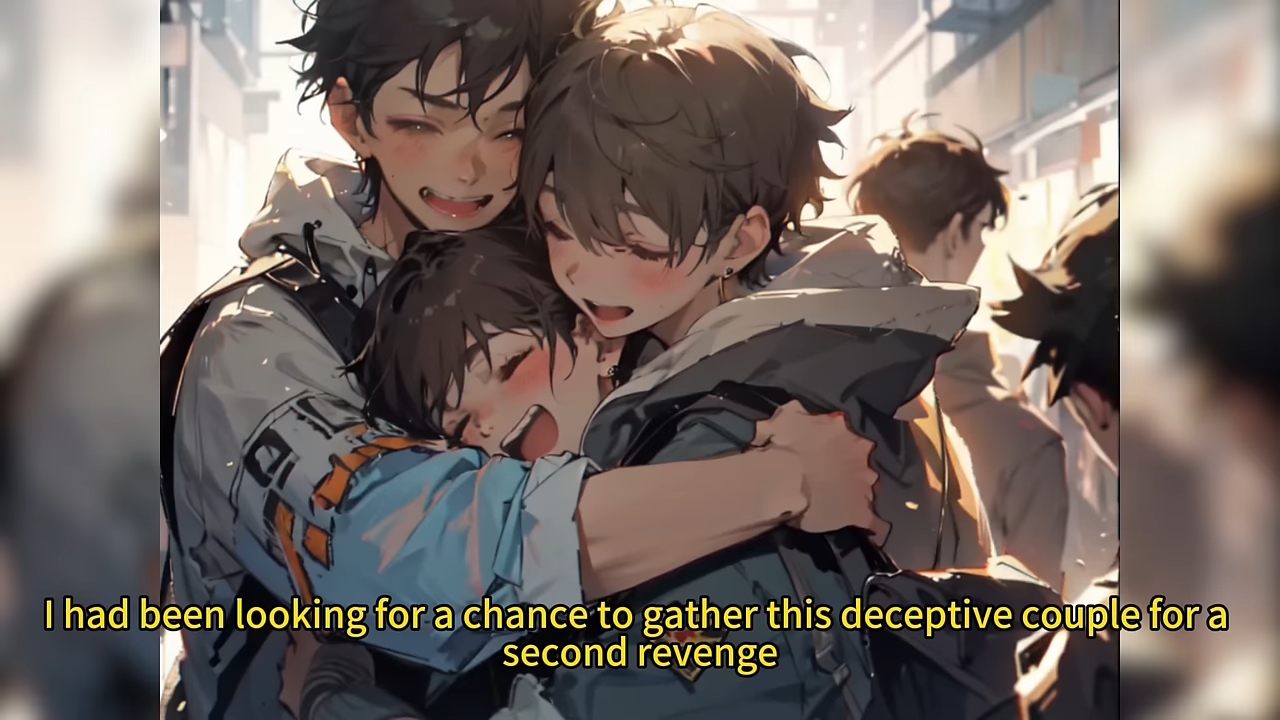 I had been looking for a chance to gather this deceptive couple for a
second revenge